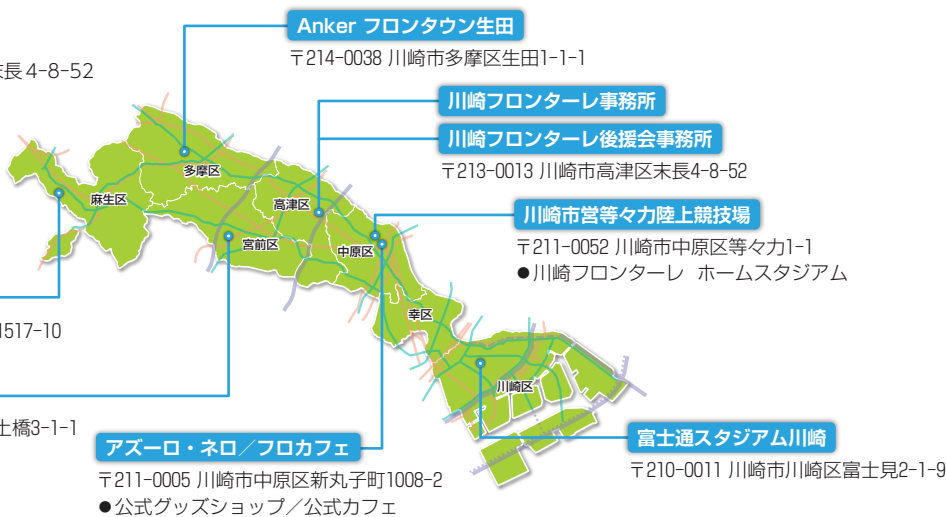 Anker フロンタウン生田
〒214-0038 川崎市多摩区生田1-1-1
末長4-8-52
川崎フロンターレ事務所
川崎フロンターレ後援会事務所
〒213-0013 川崎市高津区末長4-8-52
川崎市営等々力陸上競技場
〒211-0052 川崎市中原区等々力1-1
●川崎フロンターレ ホームスタジアム
多摩区
麻生区
高津区
宮前区
中原区
幸区
川崎区
1517-10
士橋3-1-1
アズーロ・ネロ／フロカフェ
〒211-0005 川崎市中原区新丸子町1008-2
●公式グッズショップ／公式カフェ
富士通スタジアム川崎
〒210-0011 川崎市川崎区富士見2-1-9